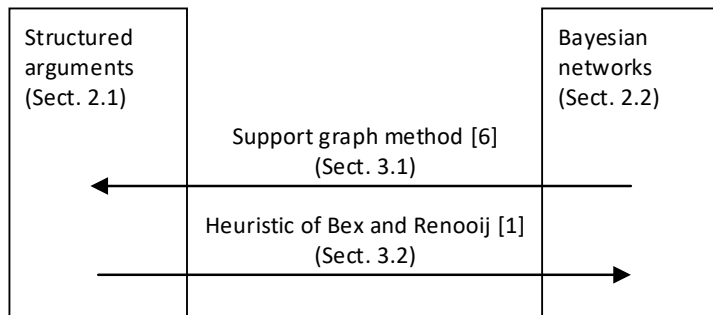 Structured
arguments
(Sect. 2.1)
Bayesian
networks
(Sect. 2.2)
Support graph method [6]
(Sect. 3.1)
Heuristic of Bex and Renooij [1]
(Sect. 3.2)